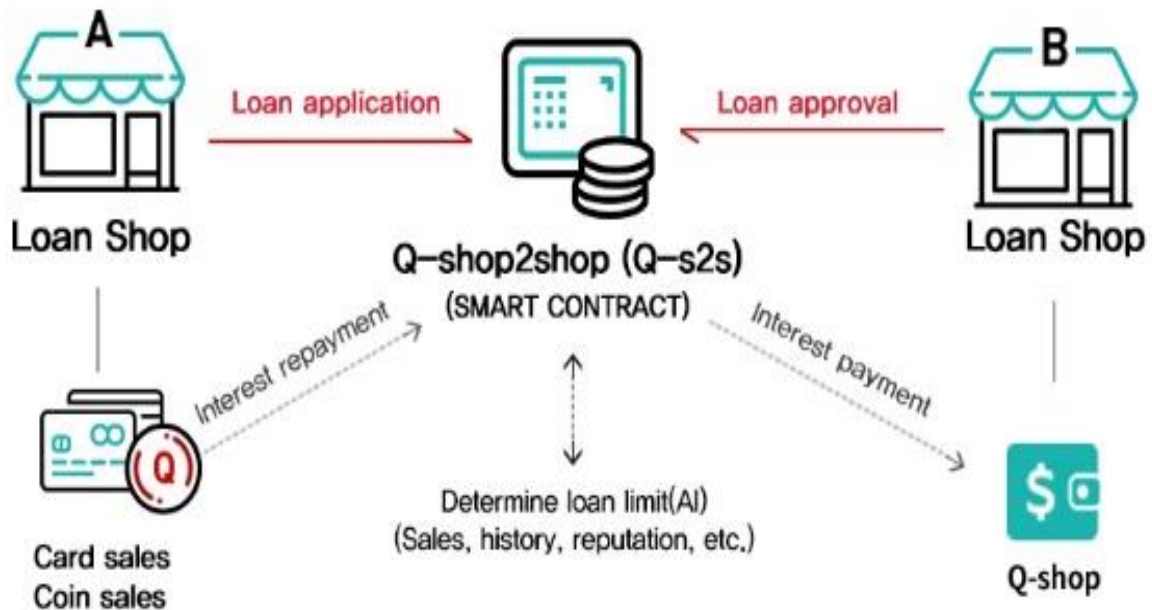 A
B
Loan application
Loan approval
Loan Shop
Loan Shop
Q-shop2shop (Q-s2s)
(SMART CONTRACT)
Interest repayment
Interest payment
Q
$
Determine loan limit(AI)
(Sales, history, reputation, etc.)
Card sales
Coin sales
Q-shop